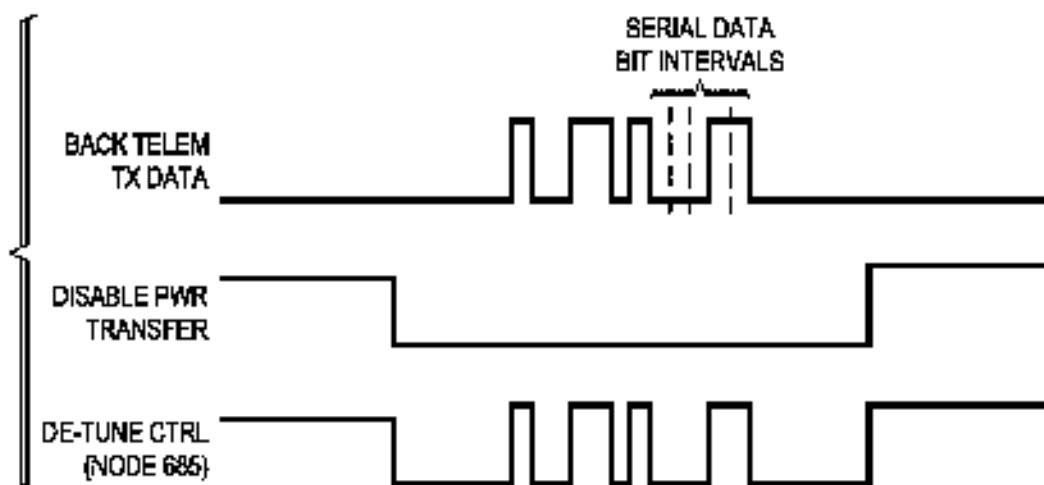 SERIAL DATA
BIT INTERVALS
BACK TELEM
TX DATA
DISABLE PWR
TRANSFER
DE-TUNE CTRL
(NODE 685)